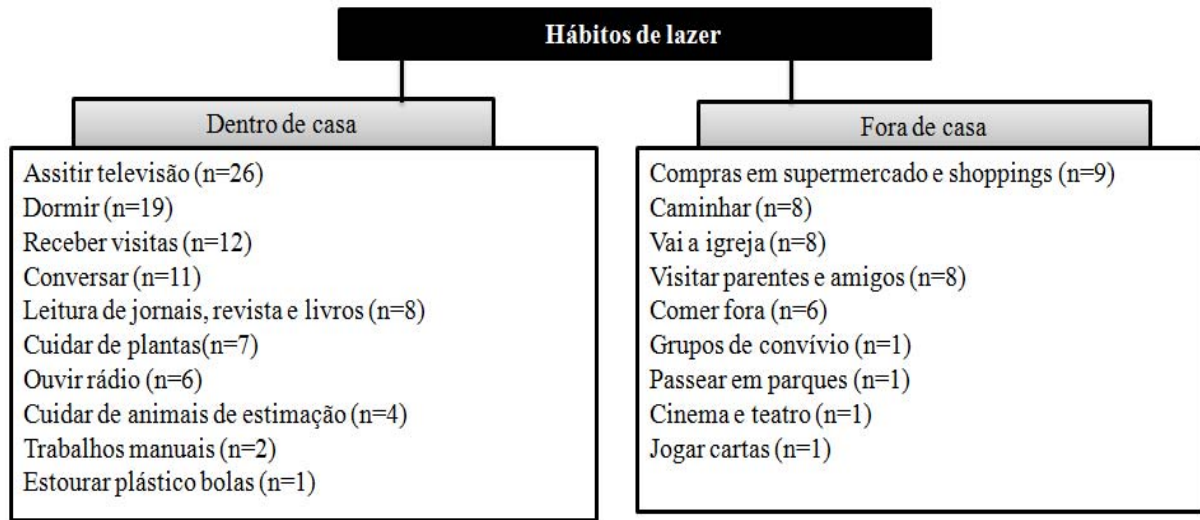 Hábitos de lazer
Dentro de casa
Assitir televisão (n=26)
Dormir (n=19)
Receber visitas (n=12)
Conversar (n=11)
Leitura de jornais, revista e livros (n=8)
Cuidar de plantas(n=7)
Ouvir rádio (n=6)
Cuidar de animais de estimação (n=4)
Trabalhos manuais (n=2)
Estourar plástico bolas (n=1)
Fora de casa
Compras em supermercado e shoppings (n=9)
Caminhar (n=8)
Vai a igreja (n=8)
Visitar parentes e amigos (n=8)
Comer fora (n=6)
Grupos de convívio (n=1)
Passear em parques (n=1)
Cinema e teatro (n=1)
Jogar cartas (n=1)